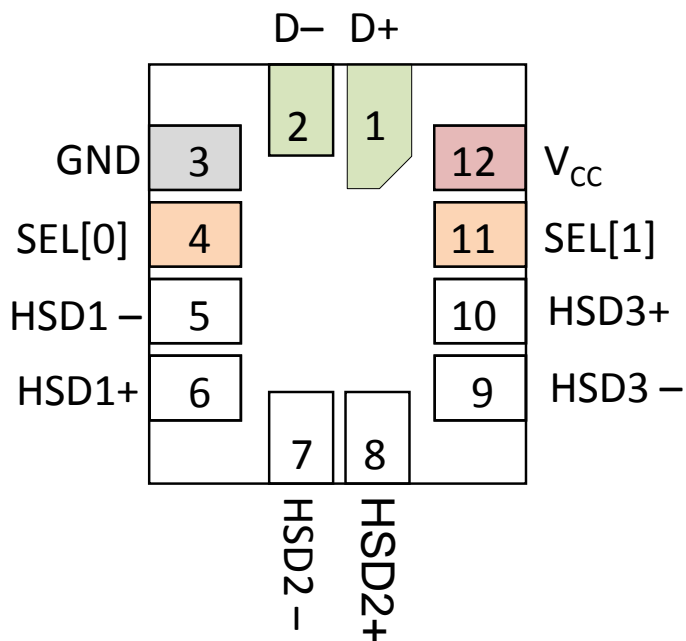 D– D+
2 1
GND 3 12 VCC
SEL[0] 4 11 SEL[1]
HSD1 – 5 10 HSD3+
HSD1+ 6 9 HSD3 –
7 8
HSD2 –
HSD2+